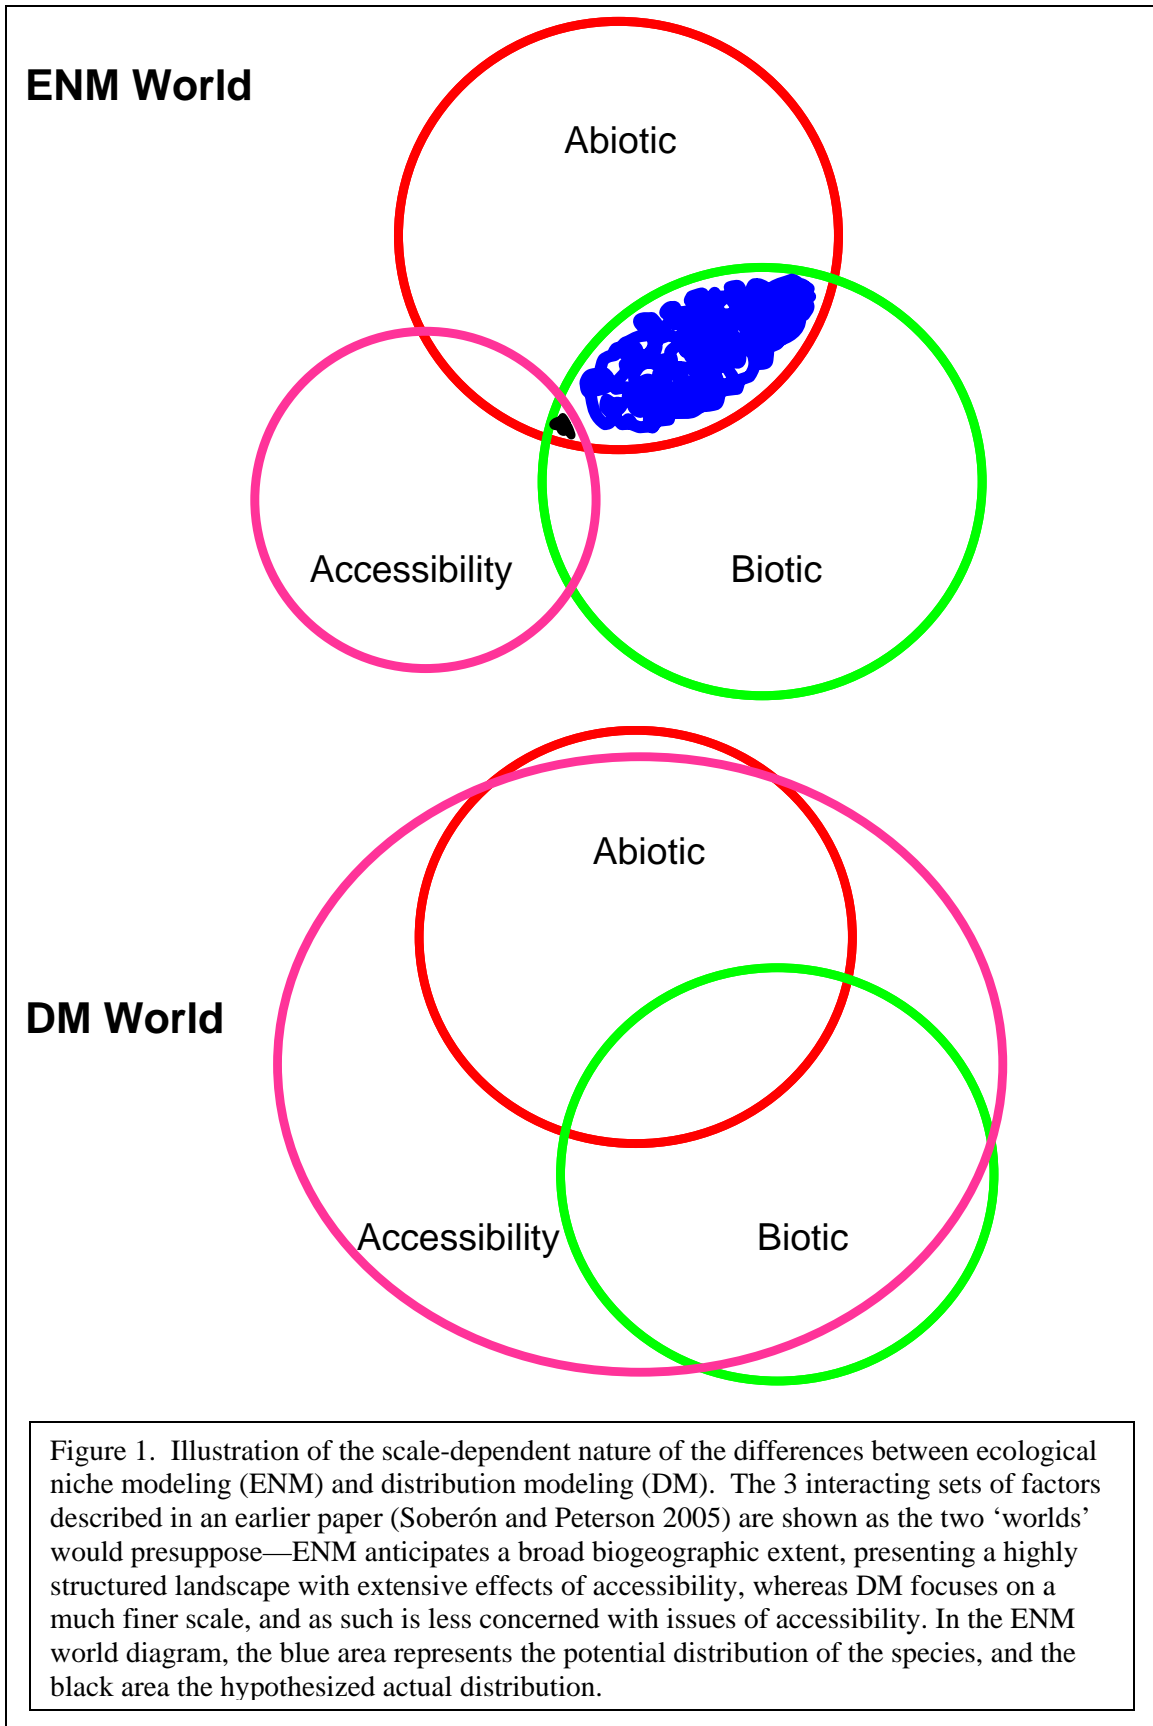 ENM World
Abiotic
Accessibility
Biotic
Abiotic
DM World
Accessibility
Biotic
Figure 1.  Illustration of the scale-dependent nature of the differences between ecological
niche modeling (ENM) and distribution modeling (DM).  The 3 interacting sets of factors
described in an earlier paper (Soberón and Peterson 2005) are shown as the two ‘worlds’
would presuppose—ENM anticipates a broad biogeographic extent, presenting a highly
structured landscape with extensive effects of accessibility, whereas DM focuses on a
much finer scale, and as such is less concerned with issues of accessibility. In the ENM
world diagram, the blue area represents the potential distribution of the species, and the
black area the hypothesized actual distribution.